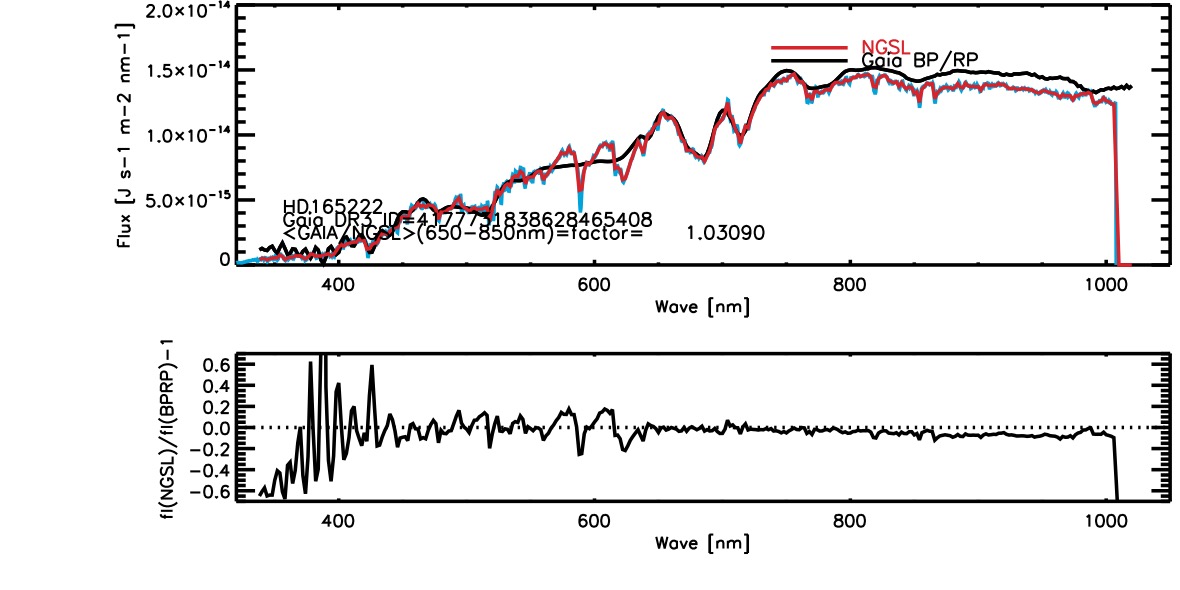 2.0×10⁻¹⁴
1.5×10⁻¹⁴
1.0×10⁻¹⁴
5.0×10⁻¹⁵
0
Flux [J s−1 m−2 nm−1]
NGSL
Gaia BP/RP
HD165222
Gaia DR3 ID=
<GAIA/NGSL>(650−850nm)=factor= 1.03090
400 600 800 1000
Wave [nm]
0.6
0.4
0.2
0.0
−0.2
−0.4
−0.6
fl(NGSL)/fl(BPRP)−1
400 600 800 1000
Wave [nm]